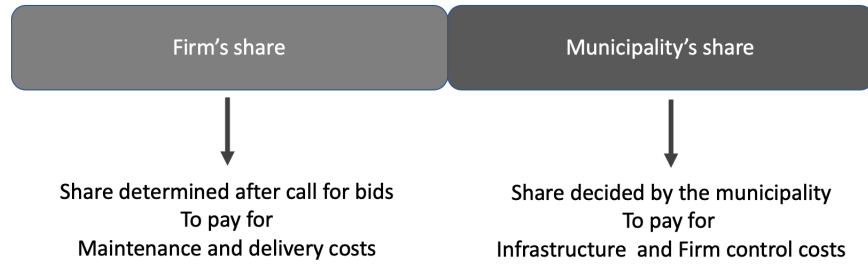 Firm’s share
Municipality’s share
Share determined after call for bids
To pay for
Maintenance and delivery costs
Share decided by the municipality
To pay for
Infrastructure and Firm control costs